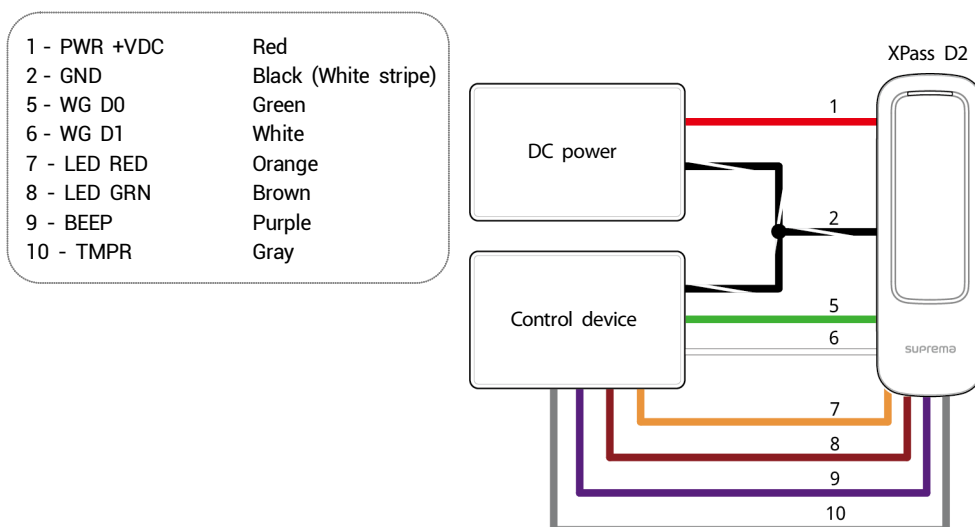 1 - PWR +VDC Red
2 - GND Black (White stripe)
5 - WG D0 Green
6 - WG D1 White
7 - LED RED Orange
8 - LED GRN Brown
9 - BEEP Purple
10 - TMPR Gray
XPass D2
DC power
1
2
Control device
5
6
suprema
7
8
9
10